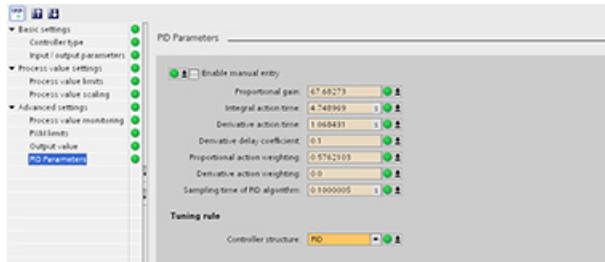 Basic settings
Controller type
Input / output parameters
Process value settings
Process value limits
Process value scaling
Advanced settings
Process value monitoring
PWM limits
Output value
PID Parameters
PID Parameters
Enable manual entry
Proportional gain: 67.68273
Integral action time: 4.748969 s
Derivative action time: 1.068431 s
Derivative delay coefficient: 0.1
Proportional action weighting: 0.5762103
Derivative action weighting: 0.0
Sampling time of PID algorithm: 0.1000005 s
Tuning rule
Controller structure: PID